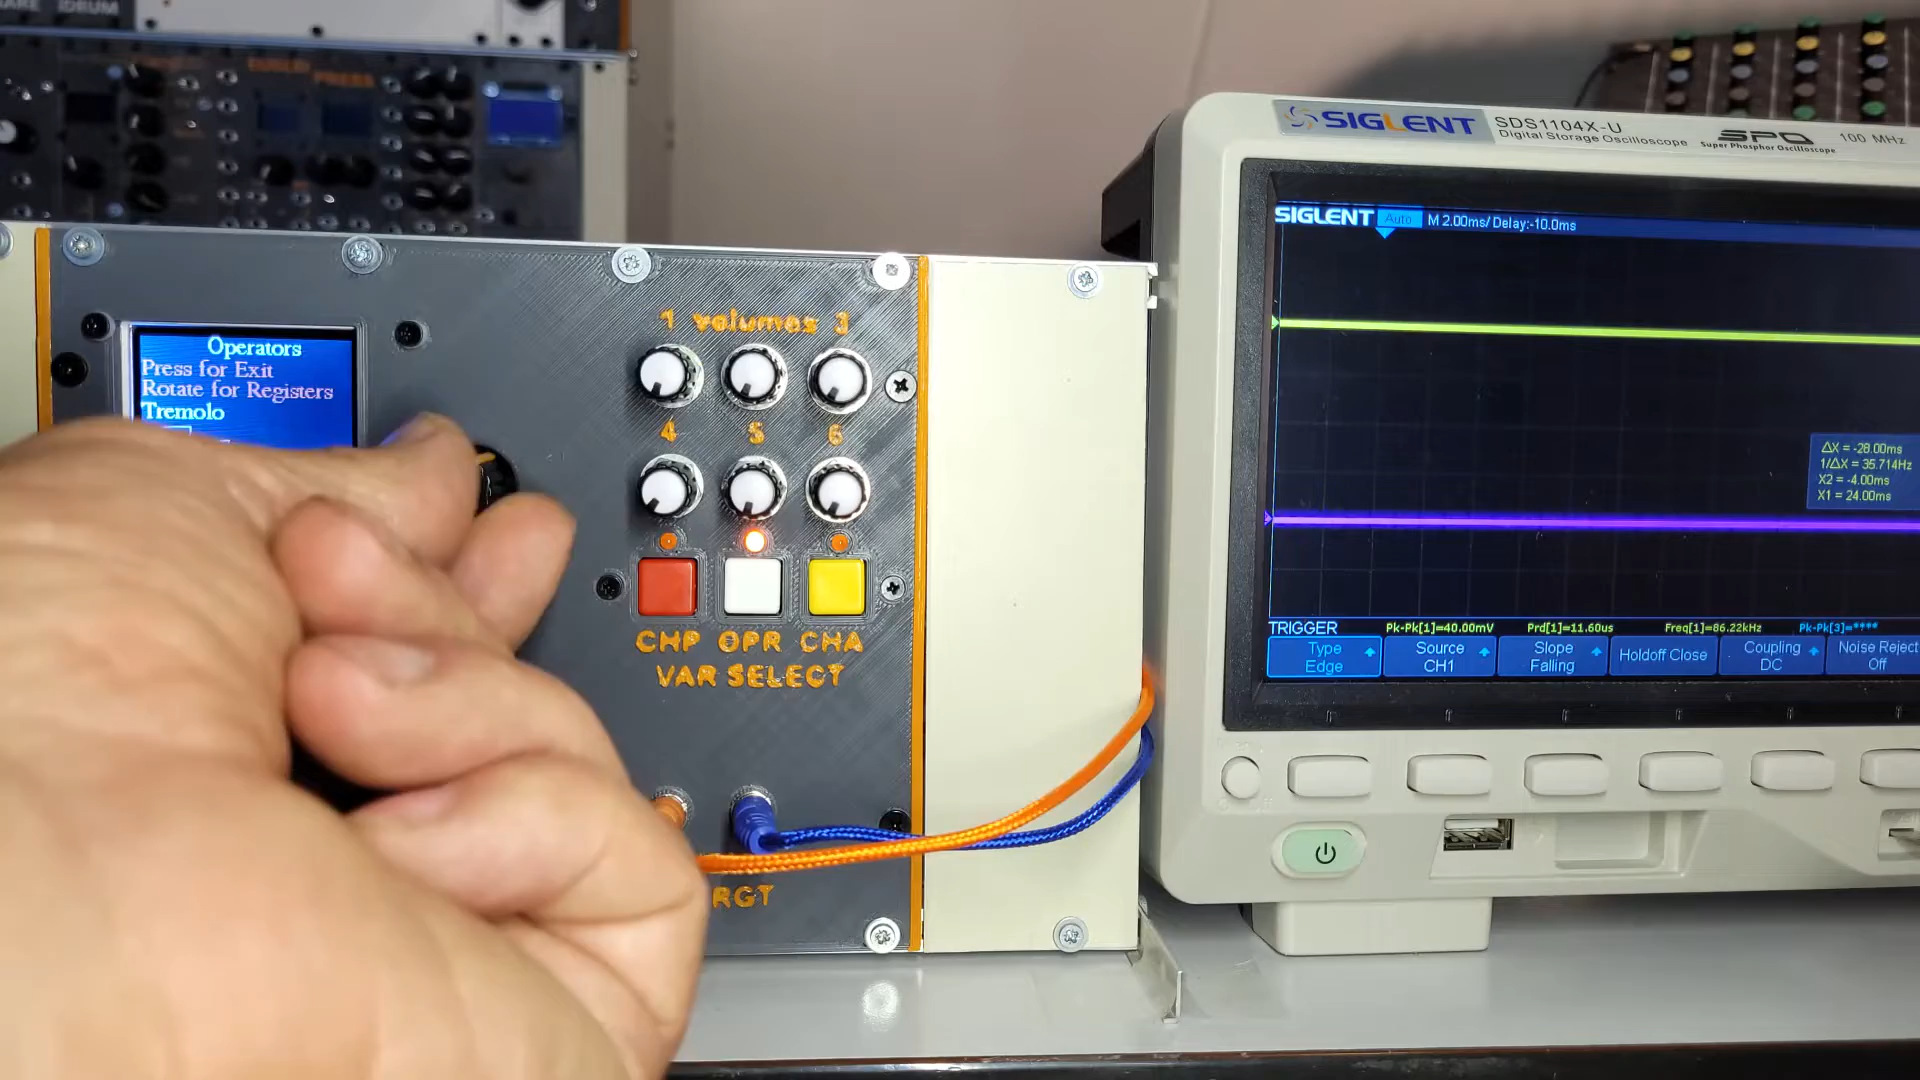 iDRUM
PRESS
Operators
Press for Exit
Rotate for Registers
Tremolo
1 volumes 3
4 5 6
CHP OPR CHA
VAR SELECT
RGT
SIGLENT SDS1104X-U
Digital Storage Oscilloscope
SPO
Super Phosphor Oscilloscope
100 MHz
SIGLENT Auto M 2.00ms/ Delay:-10.0ms
ΔX = -28.00ms
1/ΔX = 35.714Hz
X2 = -4.00ms
X1 = 24.00ms
TRIGGER Pk-Pk[1]=40.00mV Prd[1]=11.60us Freq[1]=86.22kHz Pk-Pk[3]=****
Type
Edge
Source
CH1
Slope
Falling
Holdoff Close
Coupling
DC
Noise Reject
Off